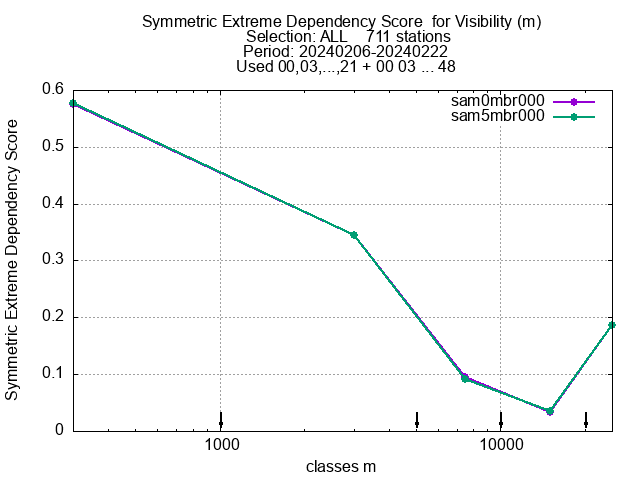 Symmetric Extreme Dependency Score  for Visibility (m)
Selection: ALL    711 stations
Period: 20240206-20240222
Used 00,03,...,21 + 00 03 ... 48
sam0mbr000
sam5mbr000
0.6
0.5
0.4
0.3
0.2
0.1
0
Symmetric Extreme Dependency Score
1000
10000
classes m